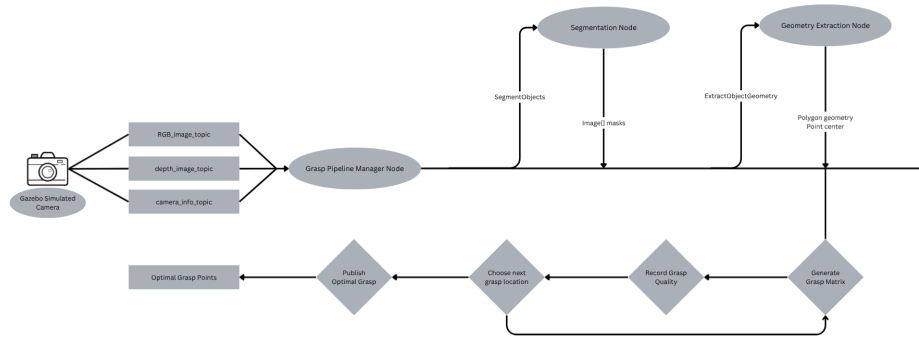 Segmentation Node
Geometry Extraction Node
SegmentObjects
ExtractObjectGeometry
Image[] masks
Polygon geometry
Point center
RGB_image_topic
depth_image_topic
camera_info_topic
Grasp Pipeline Manager Node
Gazebo Simulated
Camera
Optimal Grasp Points
Publish
Optimal Grasp
Choose next
grasp location
Record Grasp
Quality
Generate
Grasp Matrix